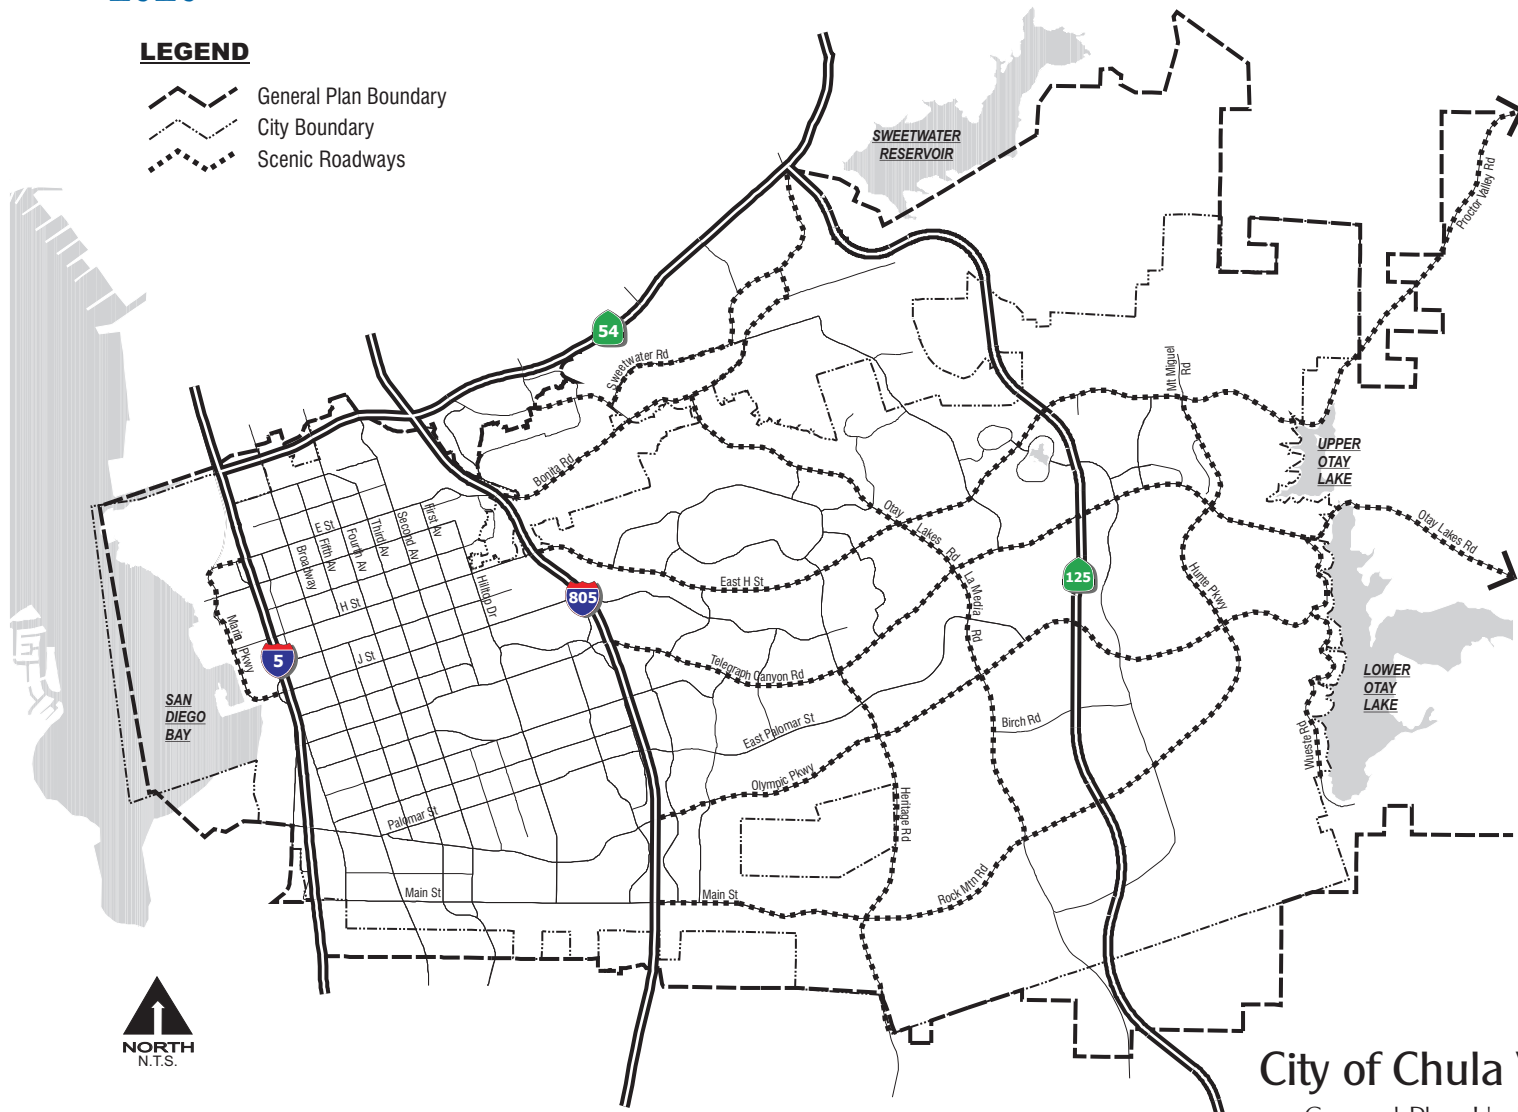 LEGEND
General Plan Boundary
City Boundary
Scenic Roadways
SWEETWATER
RESERVOIR
Proctor Valley Rd
54
Sweetwater Rd
Mt Miguel
Rd
UPPER
OTAY
LAKE
Bonita Rd
Otay Lakes Rd
Otay Lakes Rd
E St
First Av
Second Av
Third Av
Fourth Av
Fifth Av
Broadway
H St
Hilltop Dr
East H St
La Media Rd
125
Hunte Pkwy
805
Maria Pkwy
5
J St
Telegraph Canyon Rd
SAN
DIEGO
BAY
LOWER
OTAY
LAKE
East Palomar St
Birch Rd
Wueste Rd
Olympic Pkwy
Palomar St
Heritage Rd
Main St
Main St
Rock Mtn Rd
NORTH
N.T.S.
City of Chula